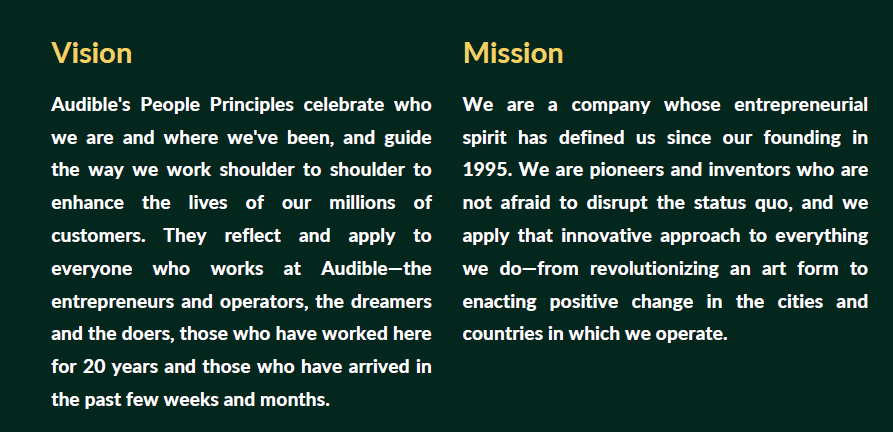 Vision
Audible's People Principles celebrate who
we are and where we've been, and guide
the way we work shoulder to shoulder to
enhance the lives of our millions of
customers. They reflect and apply to
everyone who works at Audible—the
entrepreneurs and operators, the dreamers
and the doers, those who have worked here
for 20 years and those who have arrived in
the past few weeks and months.
Mission
We are a company whose entrepreneurial
spirit has defined us since our founding in
1995. We are pioneers and inventors who are
not afraid to disrupt the status quo, and we
apply that innovative approach to everything
we do—from revolutionizing an art form to
enacting positive change in the cities and
countries in which we operate.